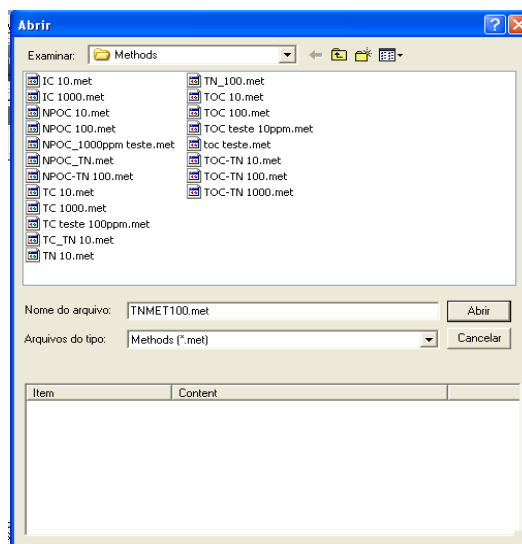 Abrir
Examinar: Methods
IC 10.met
IC 1000.met
NPOC 10.met
NPOC 100.met
NPOC_1000ppm teste.met
NPOC_TN.met
NPOC-TN 100.met
TC 10.met
TC 1000.met
TC teste 100ppm.met
TC_TN 10.met
TN 10.met
TN_100.met
TOC 10.met
TOC 100.met
TOC teste 10ppm.met
toc teste.met
TOC-TN 10.met
TOC-TN 100.met
TOC-TN 1000.met
Nome do arquivo: TNMET100.met Abrir
Arquivos do tipo: Methods (*.met) Cancelar
Item Content